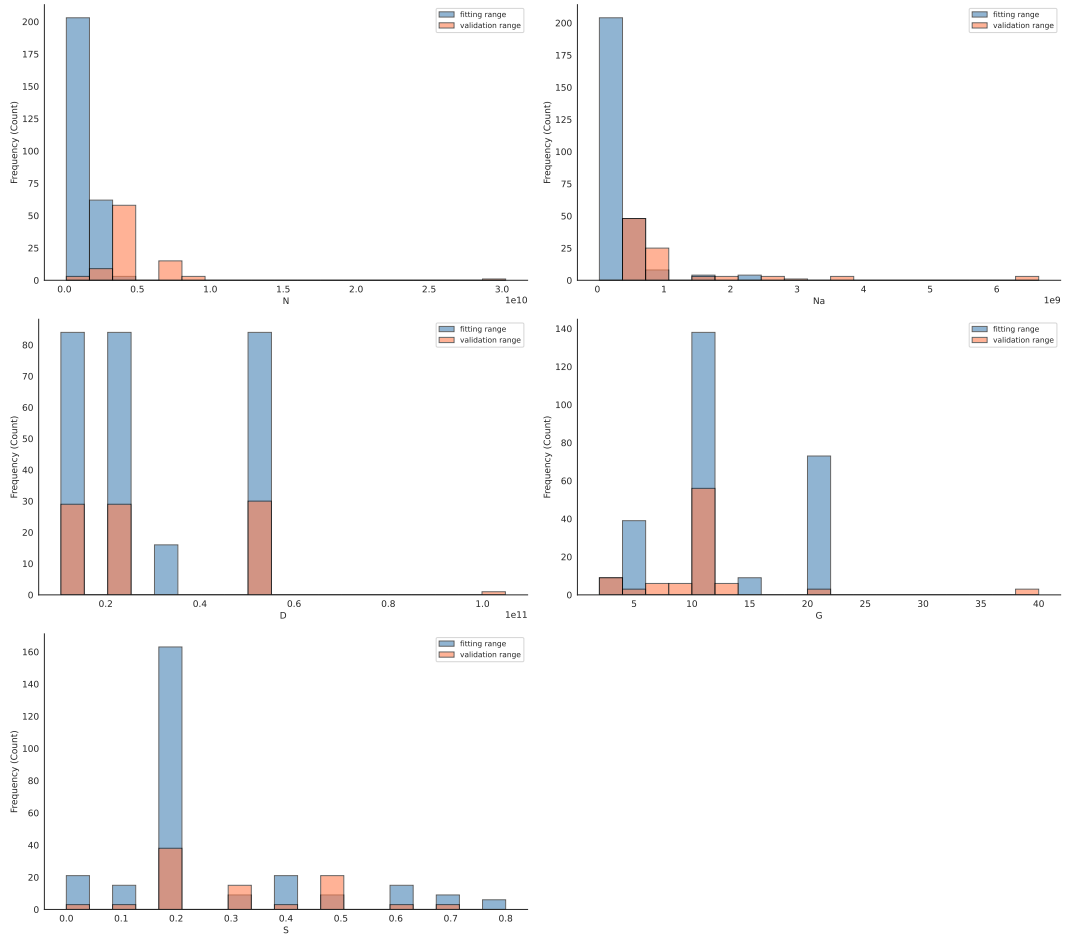 fitting range
validation range
Frequency (Count)
200
175
150
125
100
75
50
25
0
0.0 0.5 1.0 1.5 2.0 2.5 3.0
1e10
N
fitting range
validation range
Frequency (Count)
200
175
150
125
100
75
50
25
0
0 1 2 3 4 5 6
1e9
Na
fitting range
validation range
Frequency (Count)
80
70
60
50
40
30
20
10
0
0.2 0.4 0.6 0.8 1.0
1e11
D
fitting range
validation range
Frequency (Count)
140
120
100
80
60
40
20
0
5 10 15 20 25 30 35 40
G
fitting range
validation range
Frequency (Count)
160
140
120
100
80
60
40
20
0
0.0 0.1 0.2 0.3 0.4 0.5 0.6 0.7 0.8
S